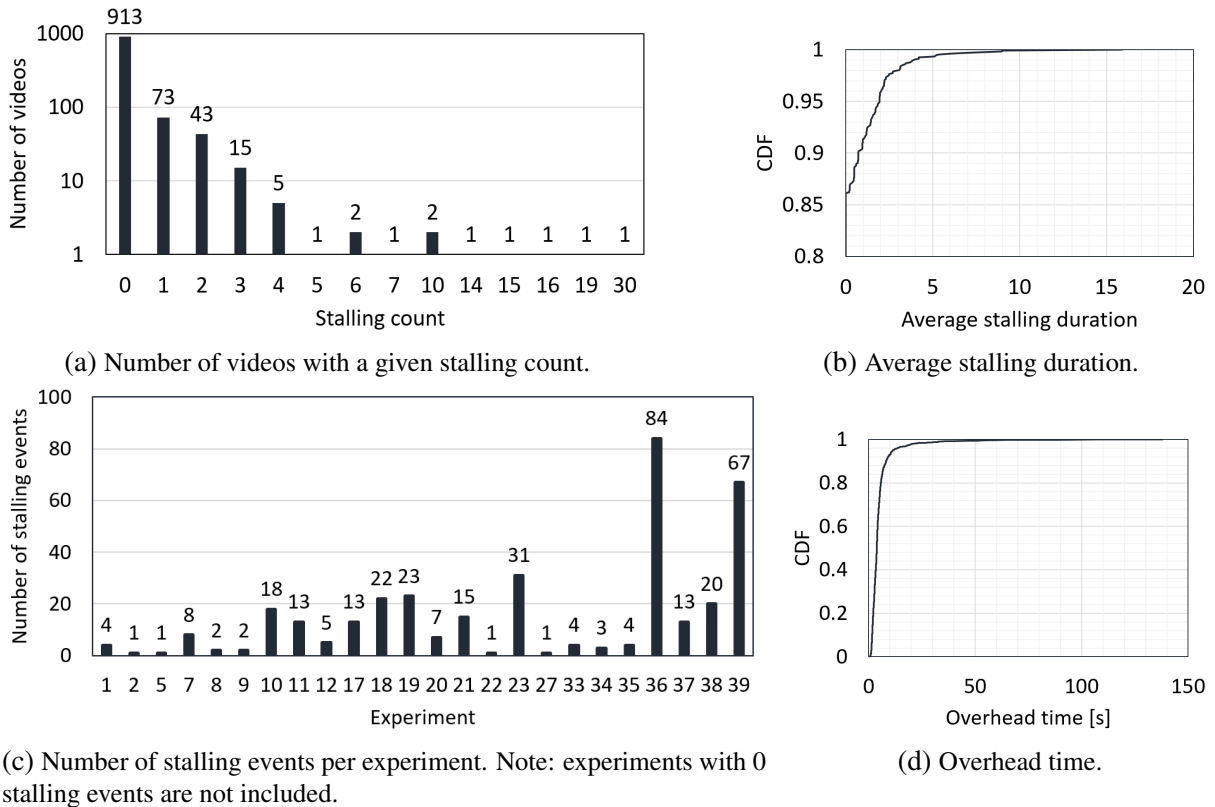 913
1000
73
100
43
15
10
5
2
2
1
1
1
1
1
1
1
1
0 1 2 3 4 5 6 7 10 14 15 16 19 30
Number of videos
Stalling count
(a) Number of videos with a given stalling count.
1
0.95
0.9
0.85
0.8
CDF
0 5 10 15 20
Average stalling duration
(b) Average stalling duration.
100
80
60
40
20
0
Number of stalling events
4 1 1 8 2 2 18 13 5 13 22 23 7 15 1 31 1 4 3 4 84 13 20 67
1 2 5 7 8 9 10 11 12 17 18 19 20 21 22 23 27 33 34 35 36 37 38 39
Experiment
(c) Number of stalling events per experiment. Note: experiments with 0
stalling events are not included.
1
0.8
0.6
0.4
0.2
0
CDF
0 50 100 150
Overhead time [s]
(d) Overhead time.